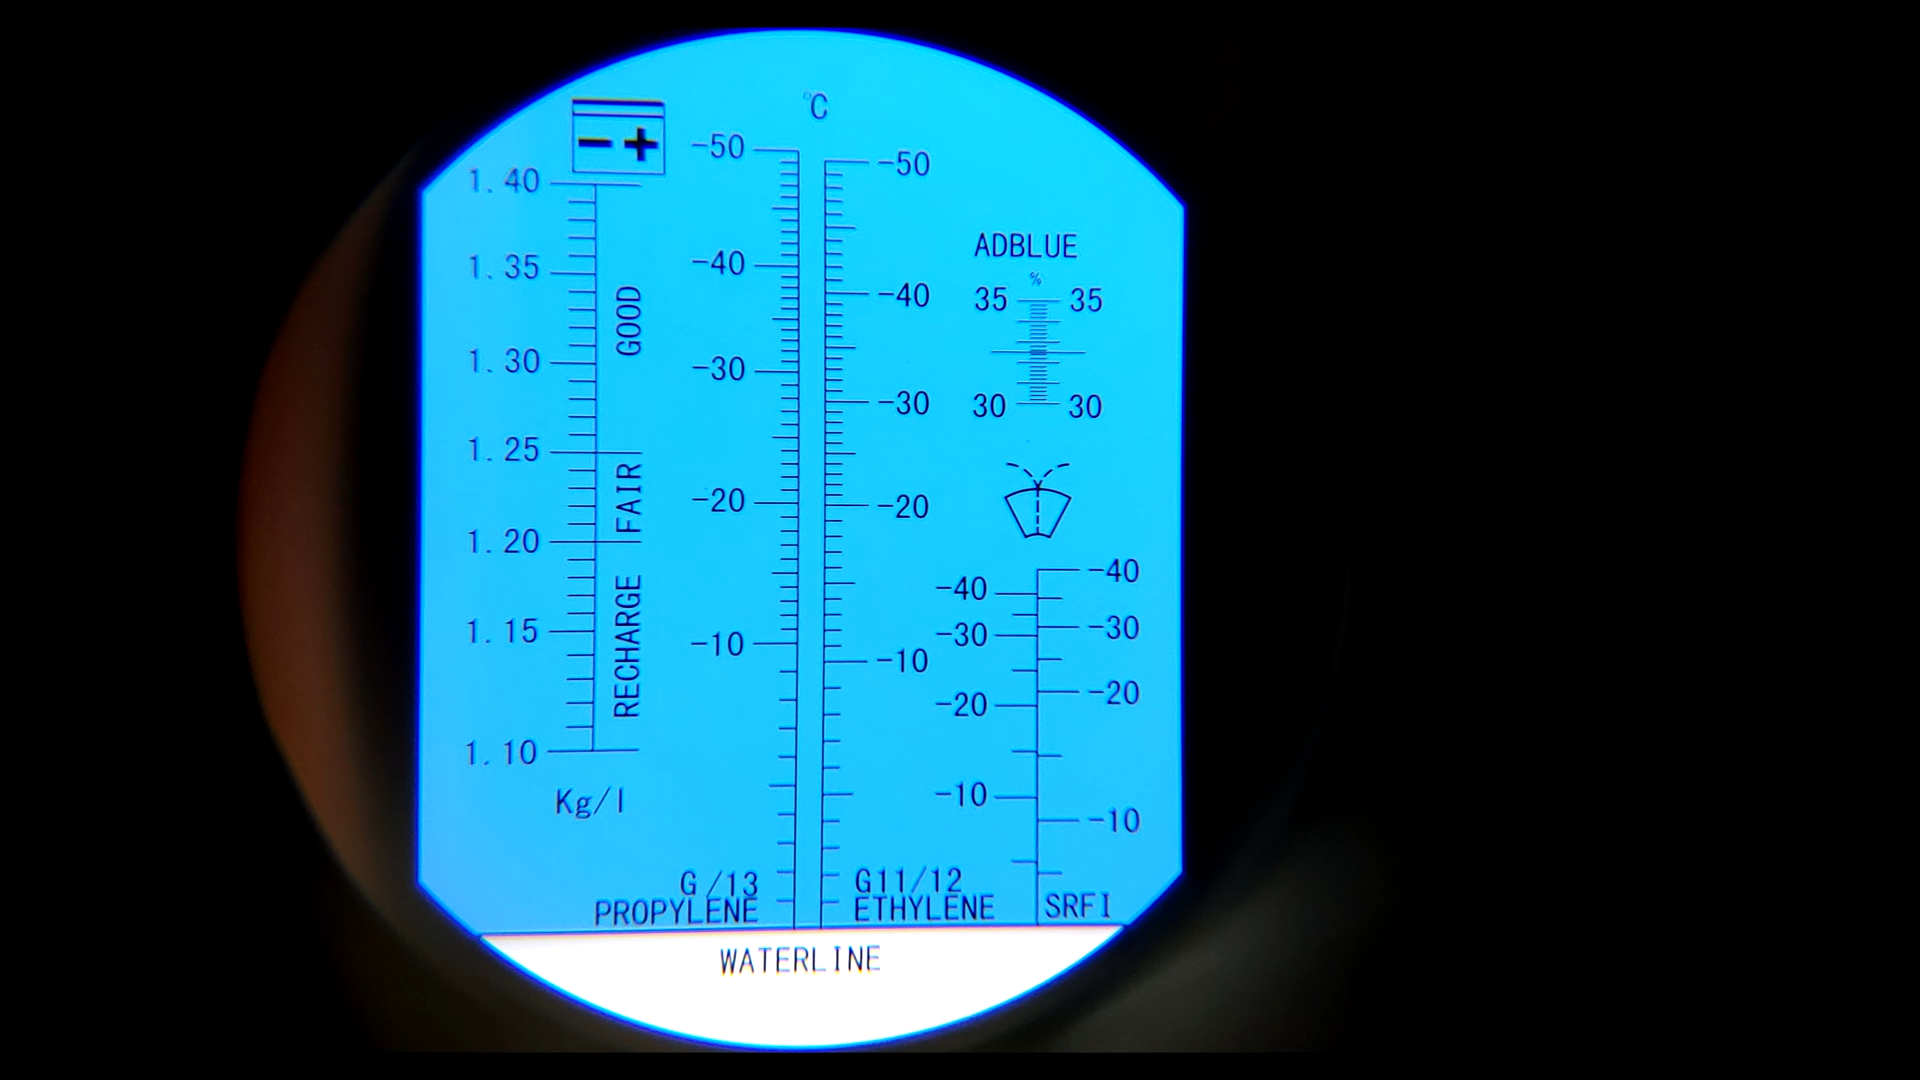 °C
- +
1.40
1.35
1.30
1.25
1.20
1.15
1.10
Kg/l
GOOD
FAIR
RECHARGE
-50
-40
-30
-20
-10
G /13
PROPYLENE
-50
-40
-30
-20
-10
G11/12
ETHYLENE
ADBLUE
%
35 35
30 30
-40
-30
-20
-10
-40
-30
-20
-10
SRFI
WATERLINE